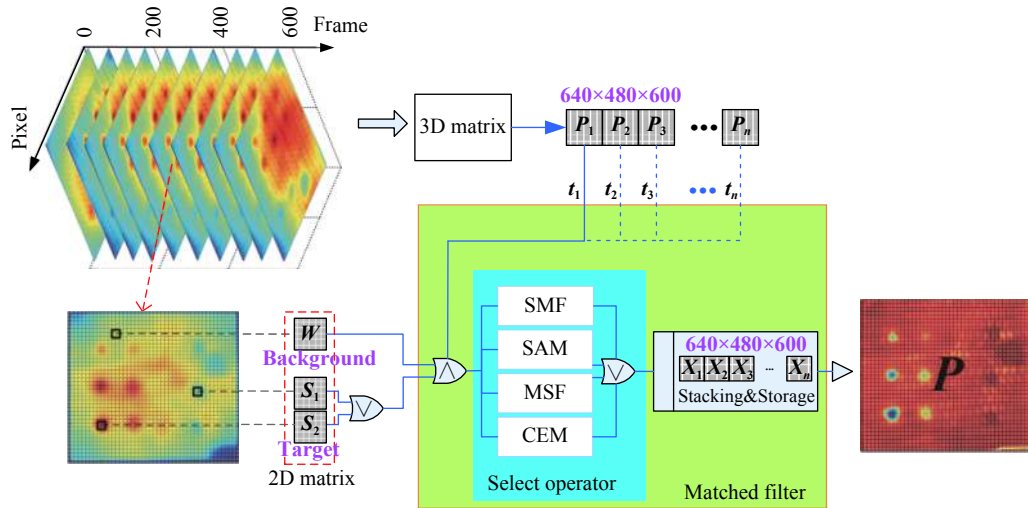 0 200 400 600 Frame
Pixel
3D matrix
640×480×600
P1 P2 P3 ••• Pn
t1 t2 t3 ••• tn
W
Background
S1
S2
Target
2D matrix
∧
∨
SMF
SAM
MSF
CEM
∨
Select operator
640×480×600
X1 X2 X3 ... Xn
Stacking&Storage
Matched filter
P